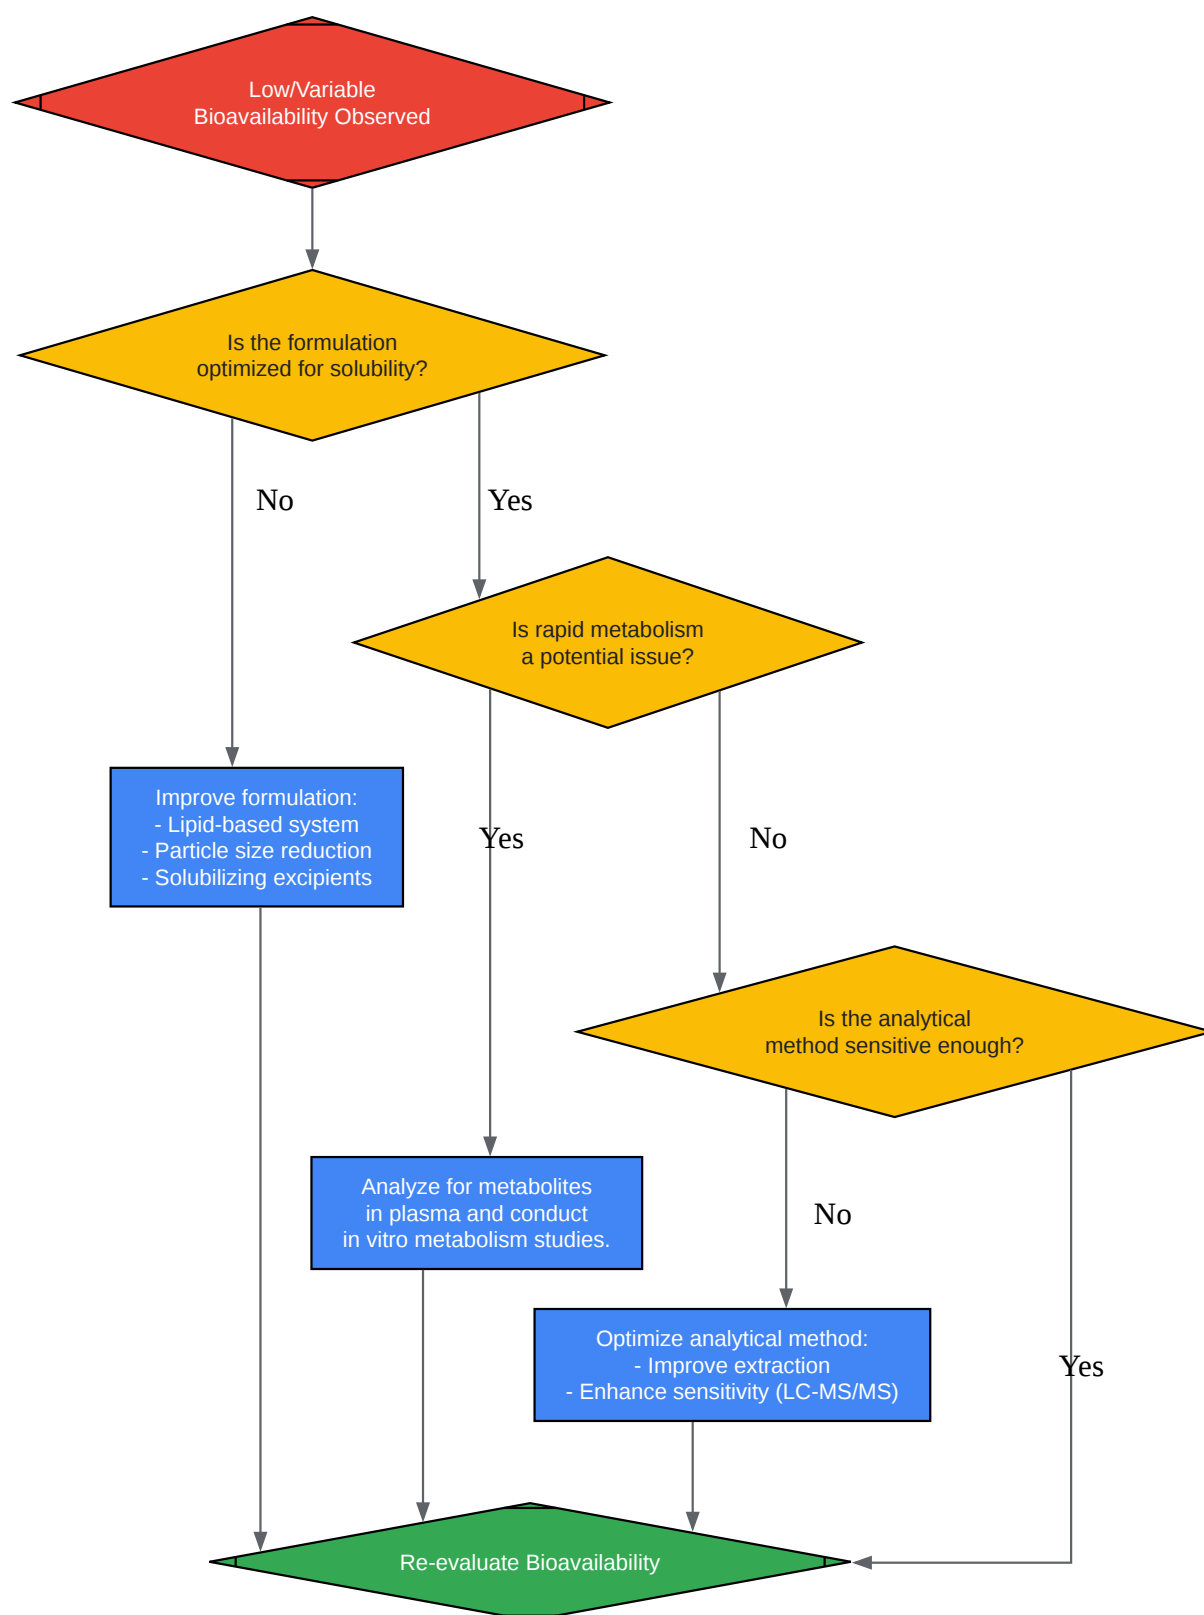 Low/Variable
Bioavailability Observed
Is the formulation
optimized for solubility?
No
Yes
Is rapid metabolism
a potential issue?
Improve formulation:
- Lipid-based system
- Particle size reduction
- Solubilizing excipients
Yes
No
Is the analytical
method sensitive enough?
Analyze for metabolites
in plasma and conduct
in vitro metabolism studies.
No
Optimize analytical method:
- Improve extraction
- Enhance sensitivity (LC-MS/MS)
Yes
Re-evaluate Bioavailability